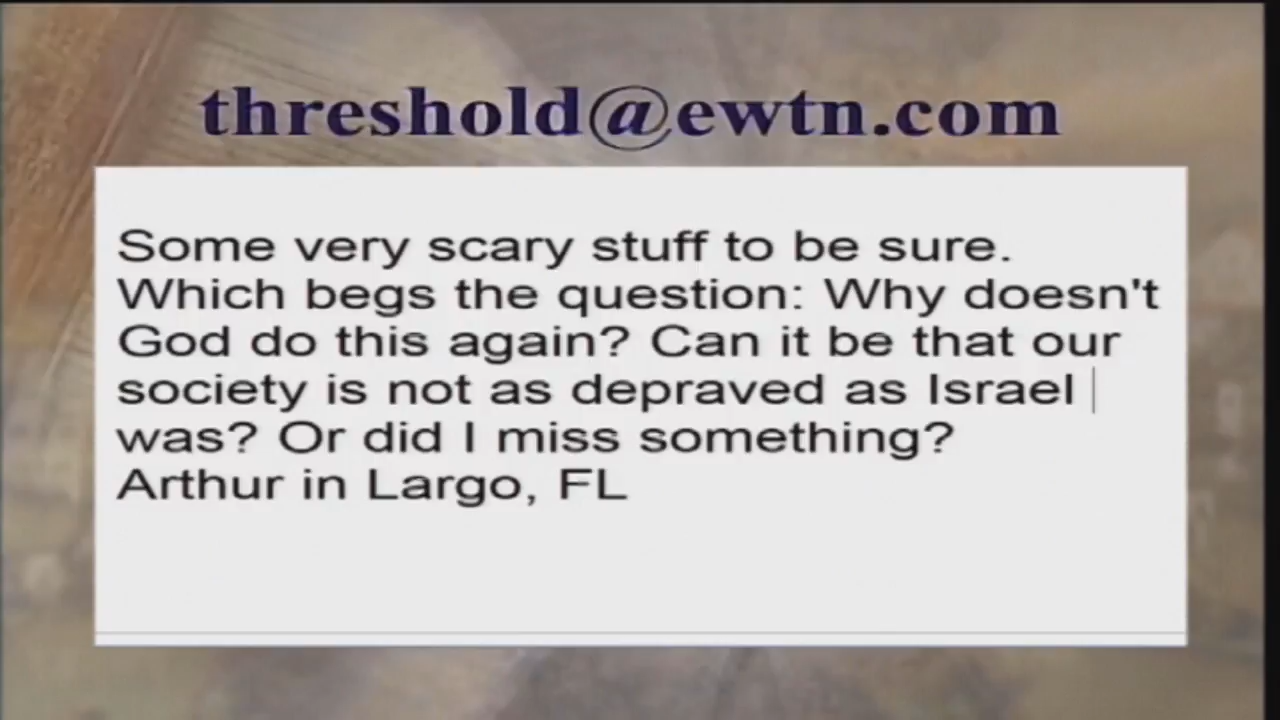 threshold@ewtn.com
Some very scary stuff to be sure.
Which begs the question: Why doesn't
God do this again? Can it be that our
society is not as depraved as Israel
was? Or did I miss something?
Arthur in Largo, FL